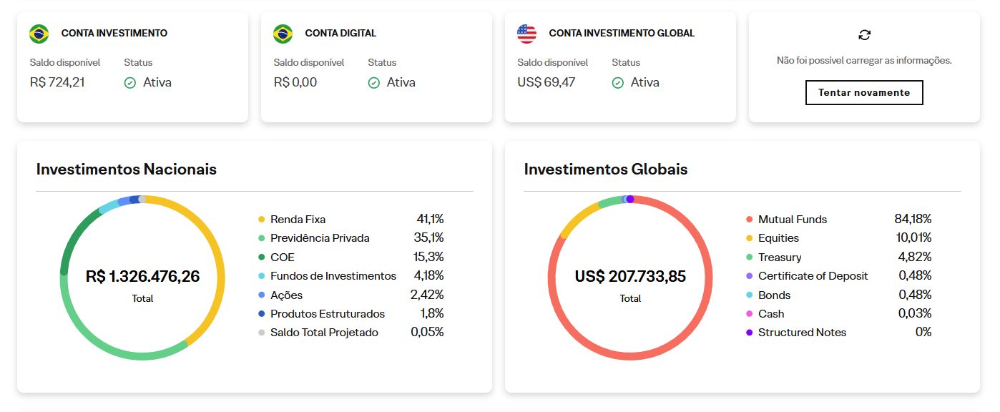 CONTA INVESTIMENTO
Saldo disponível Status
R$ 724,21 Ativa
CONTA DIGITAL
Saldo disponível Status
R$ 0,00 Ativa
CONTA INVESTIMENTO GLOBAL
Saldo disponível Status
US$ 69,47 Ativa
Não foi possível carregar as informações.
Tentar novamente
Investimentos Nacionais
R$ 1.326.476,26
Total
Renda Fixa 41,1%
Previdência Privada 35,1%
COE 15,3%
Fundos de Investimentos 4,18%
Ações 2,42%
Produtos Estruturados 1,8%
Saldo Total Projetado 0,05%
Investimentos Globais
US$ 207.733,85
Total
Mutual Funds 84,18%
Equities 10,01%
Treasury 4,82%
Certificate of Deposit 0,48%
Bonds 0,48%
Cash 0,03%
Structured Notes 0%